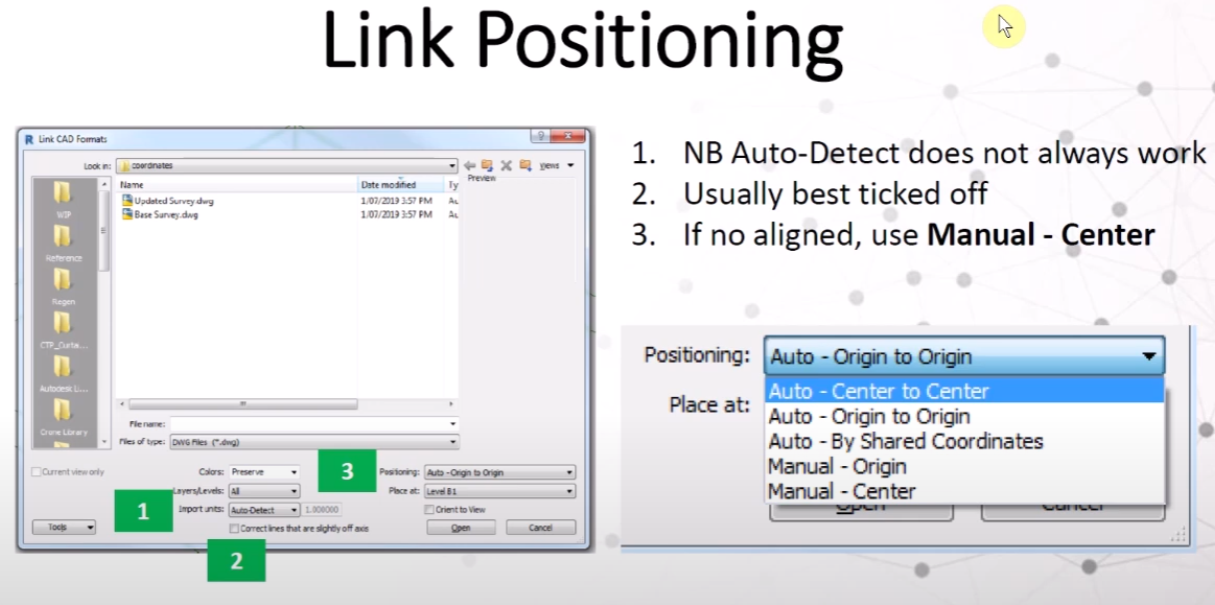 Link Positioning
Link CAD Formats
Look in: coordinates
Views
Name Date modified Ty
Preview
Updated Survey.dwg 1/07/2019 3:57 PM Au
Base Survey.dwg 1/07/2019 3:57 PM Au
WIP
Reference
Regen
CTP_Curta...
Autodesk Li...
Crane Library
File name:
Files of type: DWG Files (*.dwg)
Current view only
Colors: Preserve
3
Positioning: Auto - Origin to Origin
Layers/Levels: All
Place at: Level B1
1
Import units: Auto-Detect 1.000000
Orient to View
Tools
Correct lines that are slightly off axis
Open
Cancel
2
1. NB Auto-Detect does not always work
2. Usually best ticked off
3. If no aligned, use Manual - Center
Positioning: Auto - Origin to Origin
Place at:
Auto - Center to Center
Auto - Origin to Origin
Auto - By Shared Coordinates
Manual - Origin
Manual - Center
Open
Cancel